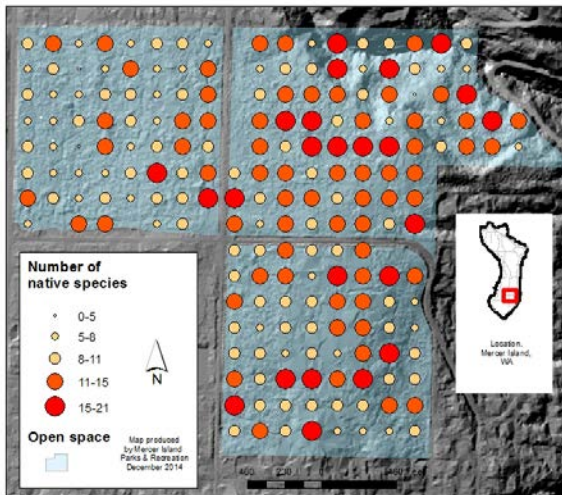 Number of
native species
0-5
5-8
8-11
11-15
15-21
N
Open space
Map produced
by Mercer Island
Parks & Recreation
December 2014
Location,
Mercer Island,
WA